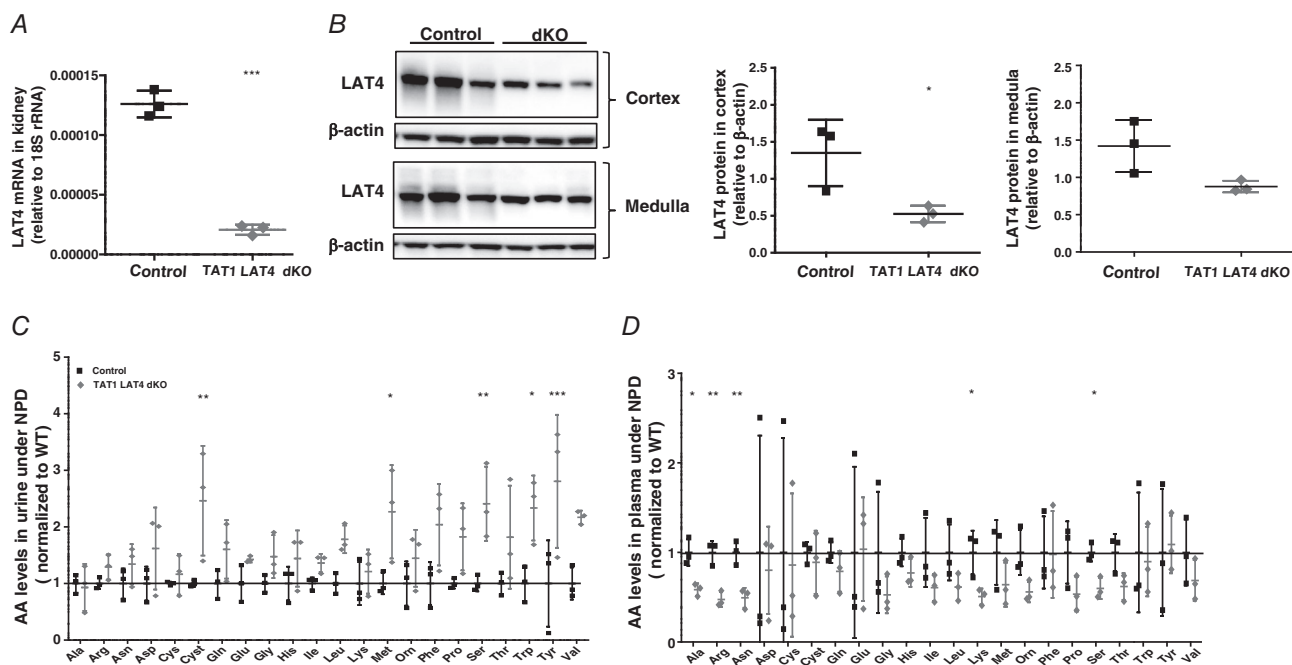 A
LAT4 mRNA in kidney
(relative to 18S rRNA)
0.00015
0.00010
0.00005
0.00000
***
Control
TAT1 LAT4 dKO
B
Control
dKO
LAT4
β-actin
Cortex
LAT4
β-actin
Medulla
LAT4 protein in cortex
(relative to β-actin)
2.5
2.0
1.5
1.0
0.5
0.0
*
Control
TAT1 LAT4 dKO
LAT4 protein in medula
(relative to β-actin)
2.5
2.0
1.5
1.0
0.5
0.0
Control
TAT1 LAT4 dKO
C
AA levels in urine under NPD
( normalized to WT)
5
4
3
2
1
0
Control
TAT1 LAT4 dKO
** * ** * ***
Ala Arg Asn Asp Cys Cyst Gln Glu Gly His Ile Leu Lys Met Orn Phe Pro Ser Thr Trp Tyr Val
D
AA levels in plasma under NPD
( normalized to WT)
3
2
1
0
* ** ** * *
Ala Arg Asn Asp Cys Cyst Gln Glu Gly His Ile Leu Lys Met Orn Phe Pro Ser Thr Trp Tyr Val